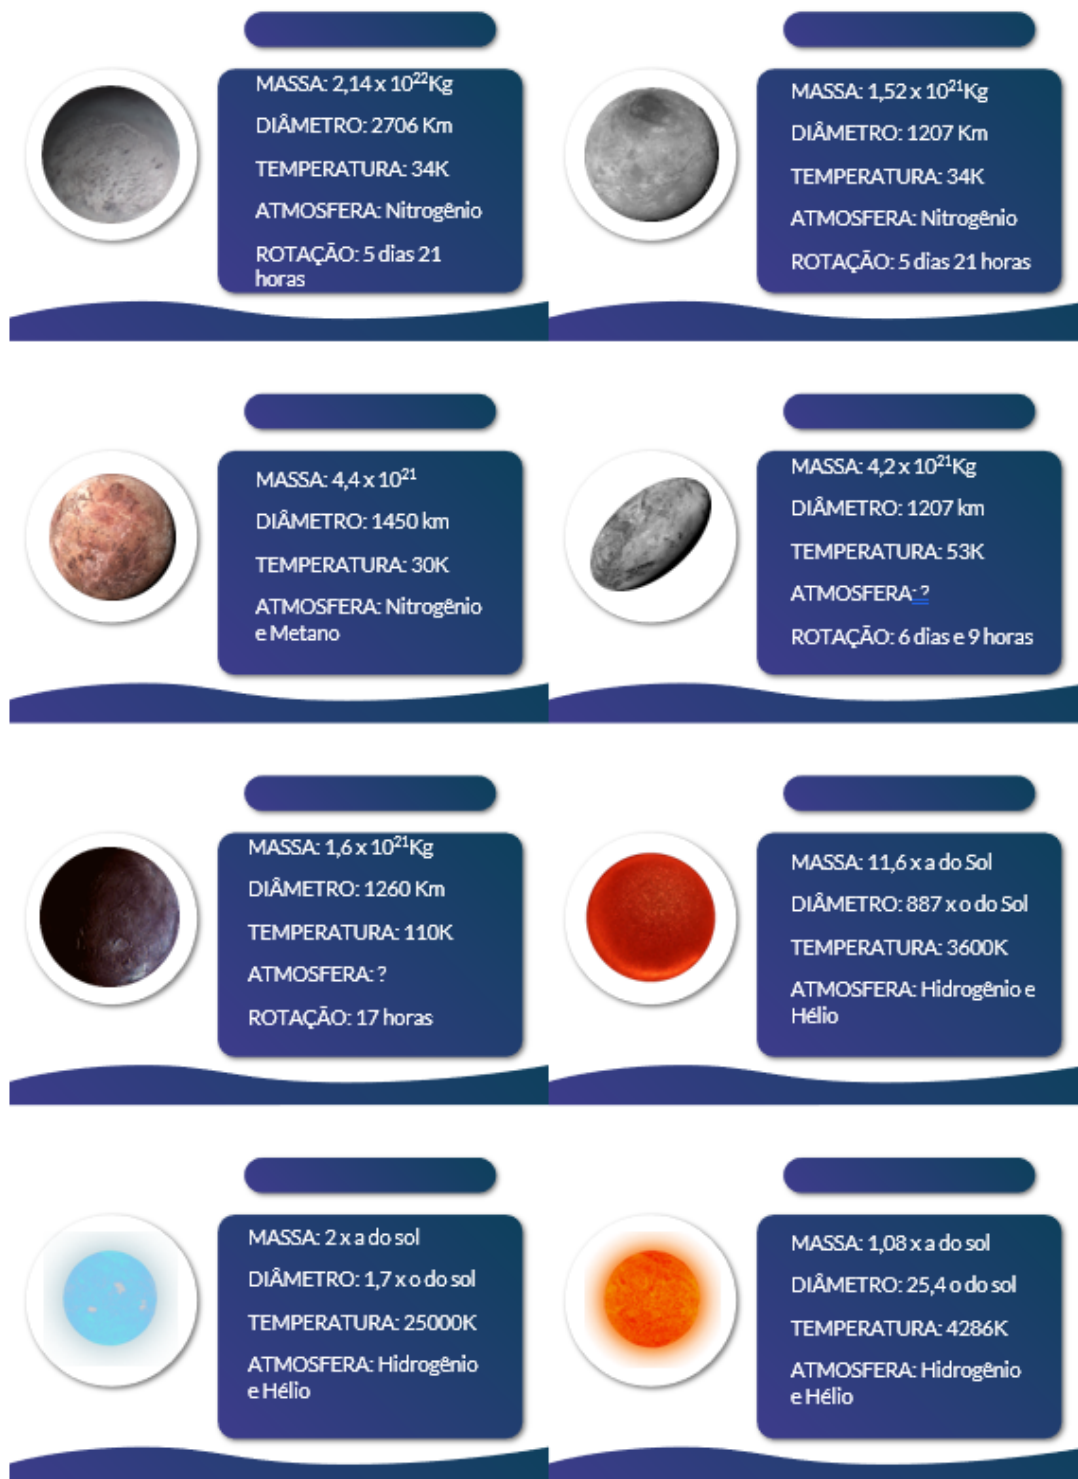 MASSA: 2,14 x 10²²Kg
DIÂMETRO: 2706 Km
TEMPERATURA: 34K
ATMOSFERA: Nitrogênio
ROTAÇÃO: 5 dias 21
horas
MASSA: 1,52 x 10²¹Kg
DIÂMETRO: 1207 Km
TEMPERATURA: 34K
ATMOSFERA: Nitrogênio
ROTAÇÃO: 5 dias 21 horas
MASSA: 4,4 x 10²¹
DIÂMETRO: 1450 km
TEMPERATURA: 30K
ATMOSFERA: Nitrogênio
e Metano
MASSA: 4,2 x 10²¹Kg
DIÂMETRO: 1207 km
TEMPERATURA: 53K
ATMOSFERA: ?
ROTAÇÃO: 6 dias e 9 horas
MASSA: 1,6 x 10²¹Kg
DIÂMETRO: 1260 Km
TEMPERATURA: 110K
ATMOSFERA: ?
ROTAÇÃO: 17 horas
MASSA: 11,6 x a do Sol
DIÂMETRO: 887 x o do Sol
TEMPERATURA: 3600K
ATMOSFERA: Hidrogênio e
Hélio
MASSA: 2 x a do sol
DIÂMETRO: 1,7 x o do sol
TEMPERATURA: 25000K
ATMOSFERA: Hidrogênio
e Hélio
MASSA: 1,08 x a do sol
DIÂMETRO: 25,4 o do sol
TEMPERATURA: 4286K
ATMOSFERA: Hidrogênio
e Hélio